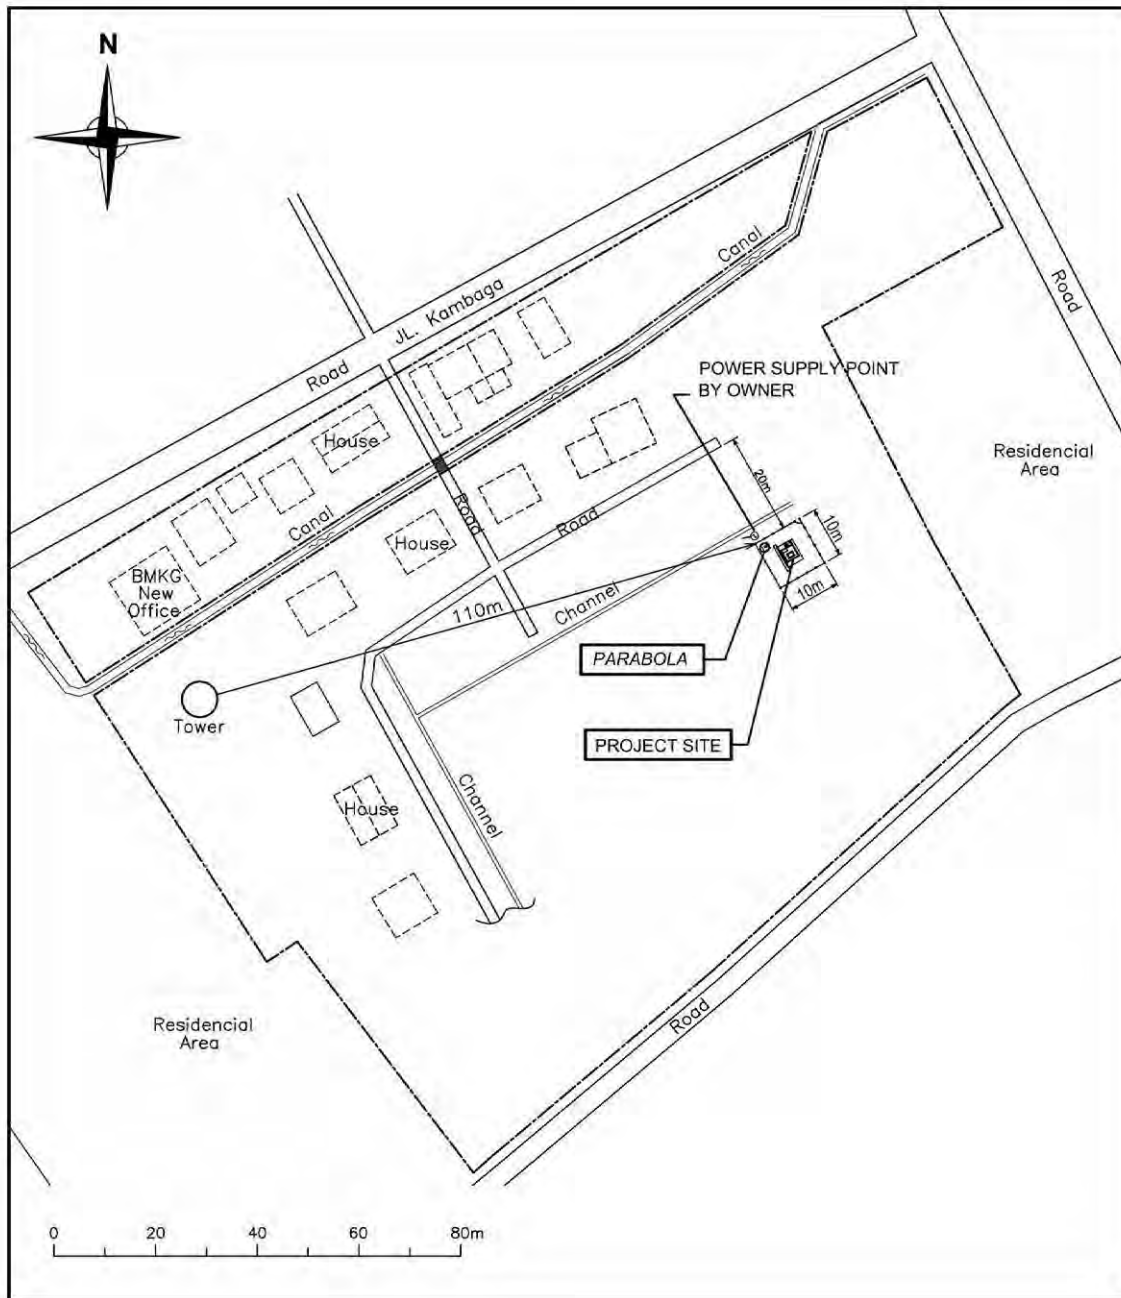 N
Canal
Road
JL. Kambaga
Road
POWER SUPPLY POINT
BY OWNER
House
Residencial
Area
20m
Canal
Road
Road
10m
House
BMKG
New
Office
10m
110m
Channel
PARABOLA
Tower
PROJECT SITE
Channel
House
Road
Residencial
Area
0 20 40 60 80m